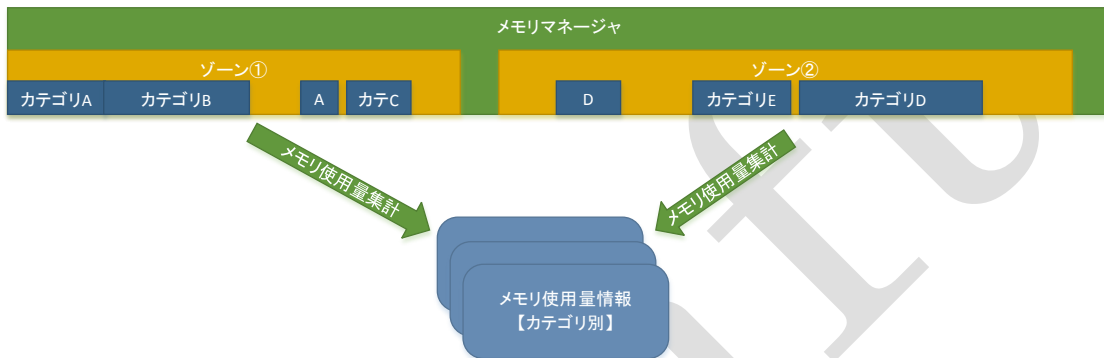 メモリマネージャ
ゾーン①
ゾーン②
カテゴリA
カテゴリB
A
カテC
D
カテゴリE
カテゴリD
メモリ使用量集計
メモリ使用量集計
メモリ使用量情報
【カテゴリ別】